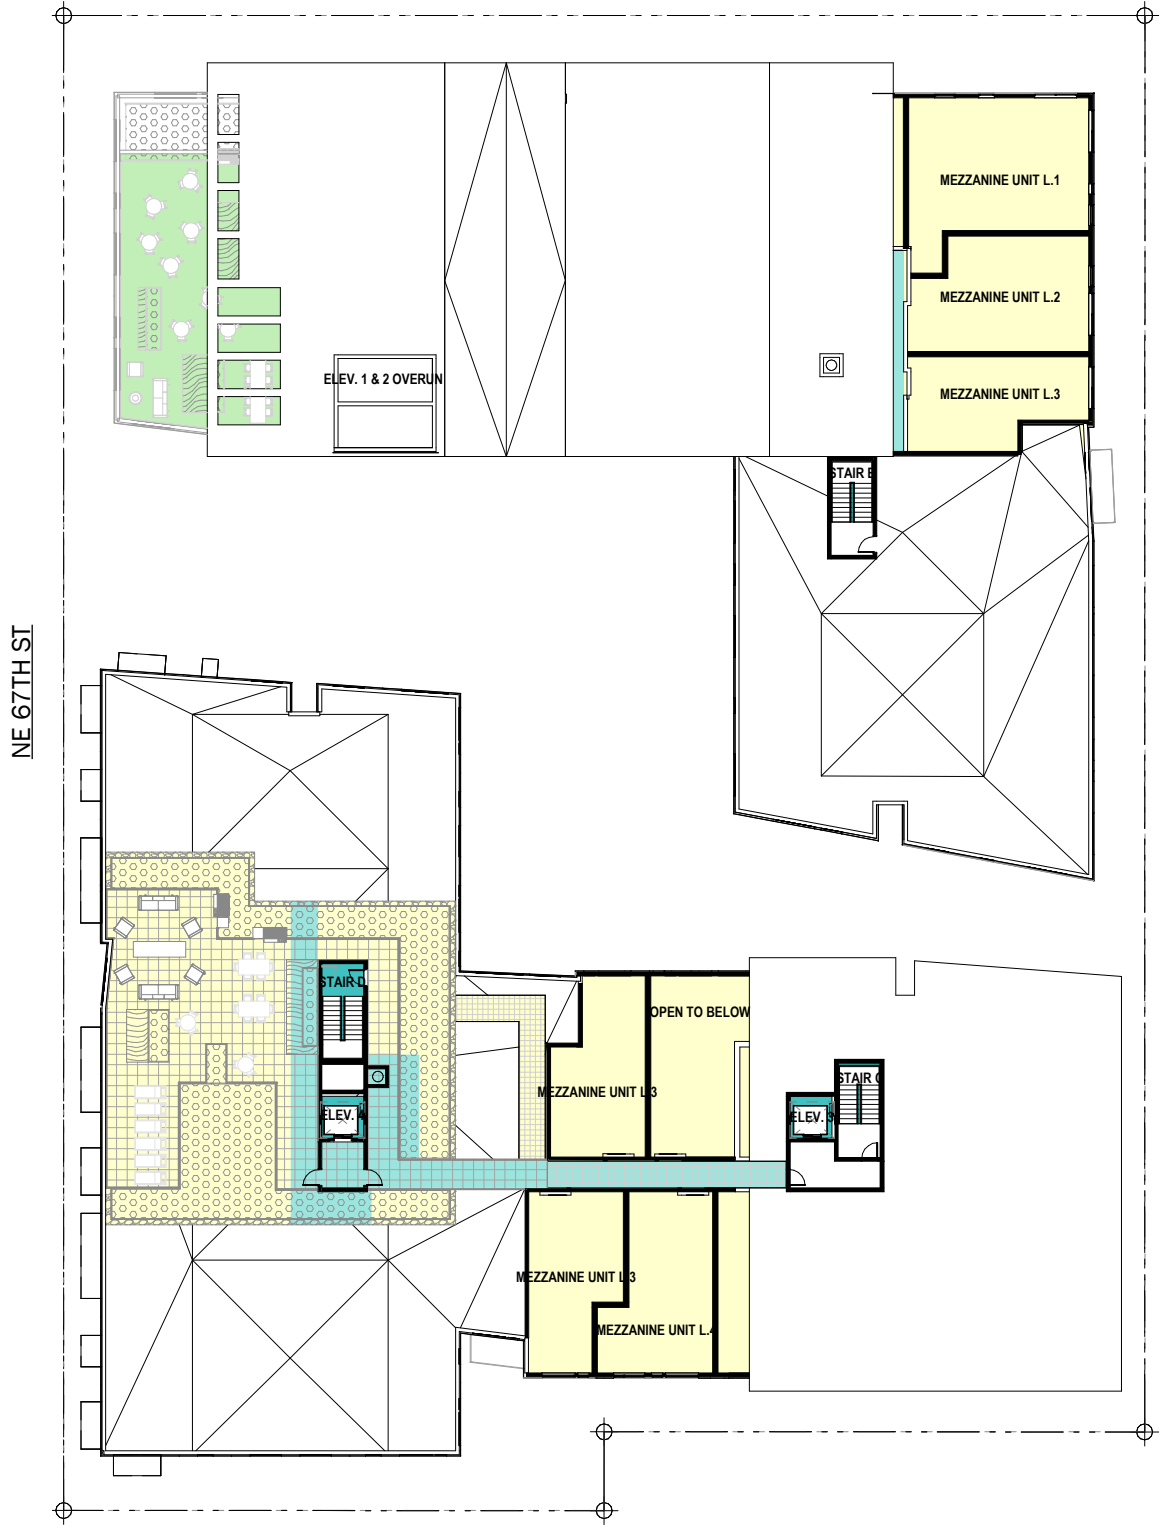 MEZZANINE UNIT L.1
MEZZANINE UNIT L.2
ELEV. 1 & 2 OVERUN
MEZZANINE UNIT L.3
STAIR B
NE 67TH ST
STAIR D
OPEN TO BELOW
STAIR C
MEZZANINE UNIT L.3
ELEV. 4
ELEV. 3
MEZZANINE UNIT L.3
MEZZANINE UNIT L.4